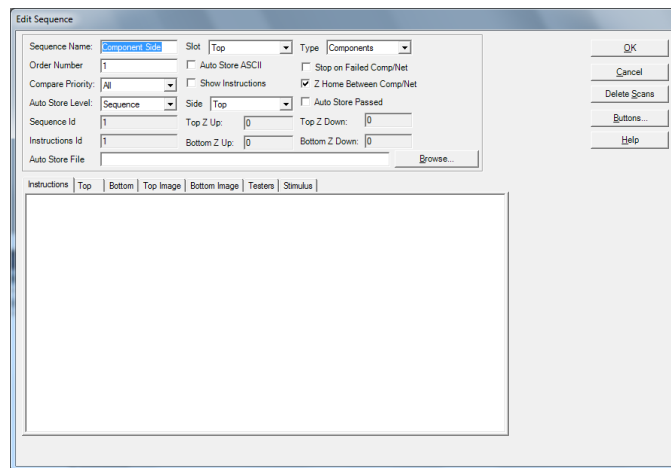 Edit Sequence
Sequence Name: Component Side Slot Top Type Components
Order Number 1 Auto Store ASCII Stop on Failed Comp/Net
Compare Priority: All Show Instructions Z Home Between Comp/Net
Auto Store Level: Sequence Side Top Auto Store Passed
Sequence Id 1 Top Z Up: 0 Top Z Down: 0
Instructions Id 1 Bottom Z Up: 0 Bottom Z Down: 0
Auto Store File Browse...
OK
Cancel
Delete Scans
Buttons...
Help
Instructions Top Bottom Top Image Bottom Image Testers Stimulus